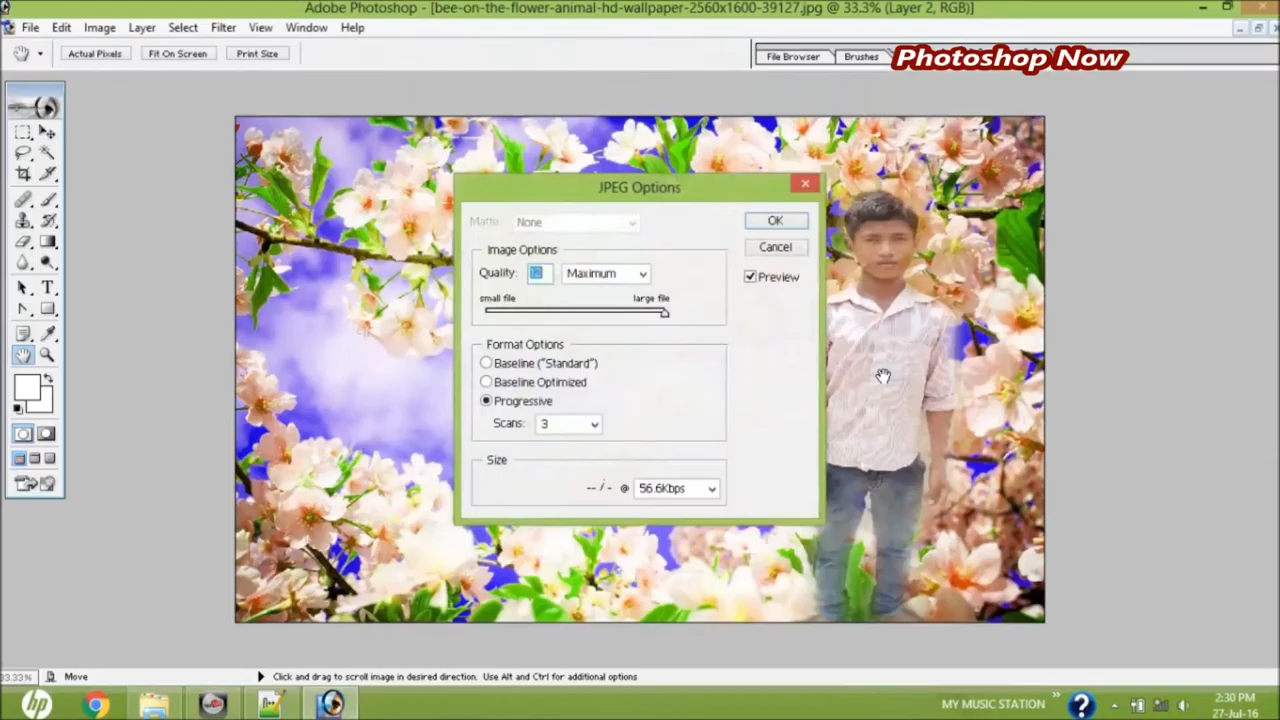 Adobe Photoshop - [bee-on-the-flower-animal-hd-wallpaper-2560x1600-39127.jpg @ 33.3% (Layer 2, RGB)]
File Edit Image Layer Select Filter View Window Help
Actual Pixels Fit On Screen Print Size File Browser Brushes
Photoshop Now
JPEG Options
Matte: None OK
Image Options Cancel
Quality: 12 Maximum Preview
small file large file
Format Options
Baseline ("Standard")
Baseline Optimized
Progressive
Scans: 3
Size
-- / - @ 56.6Kbps
33.33% Move Click and drag to scroll image in desired direction. Use Alt and Ctrl for additional options
hp MY MUSIC STATION 2:30 PM
27-Jul-16